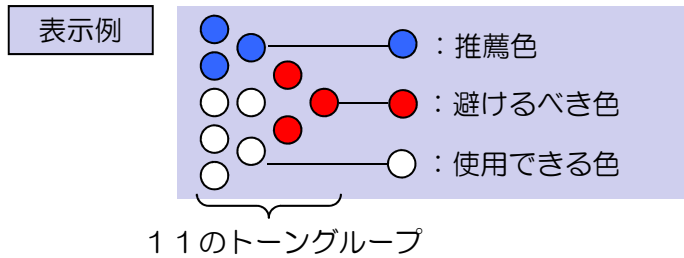 表示例
：推薦色
：避けるべき色
：使用できる色
１１のトーングループ